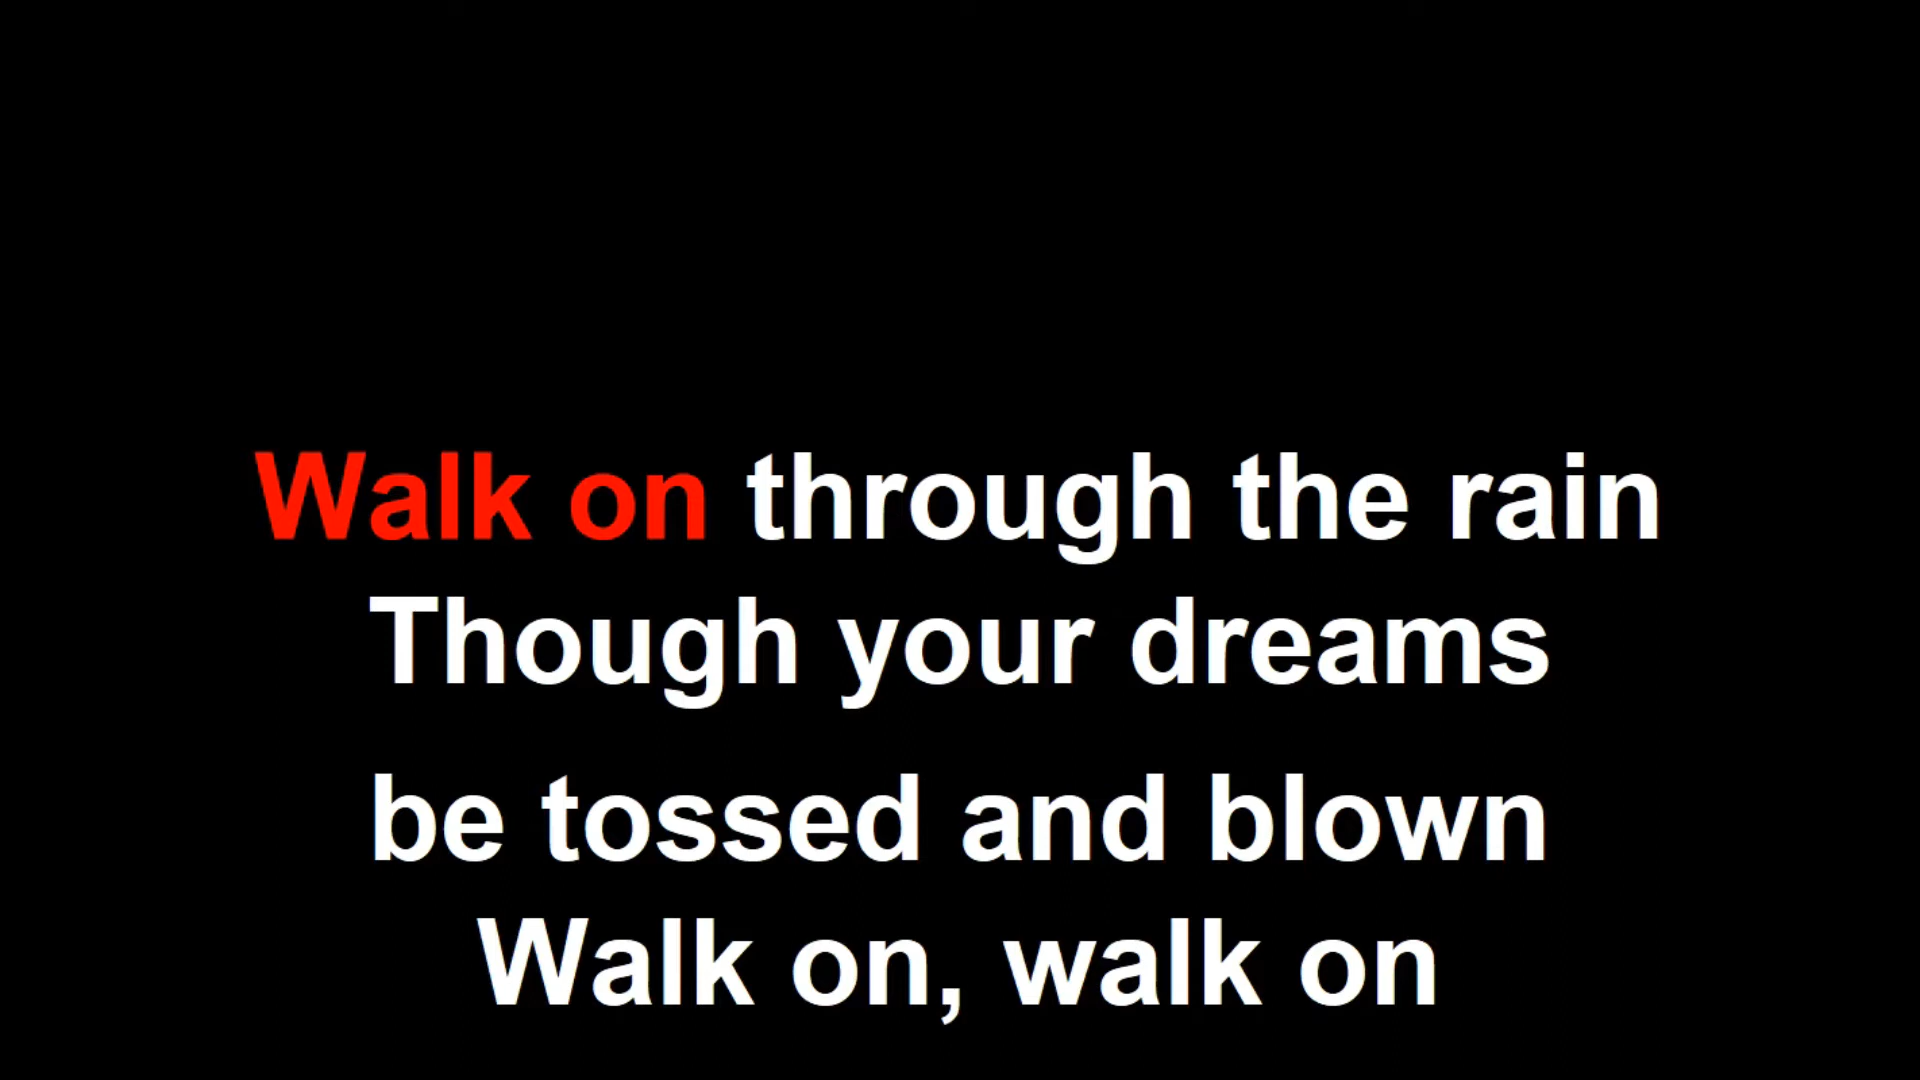 Walk on through the rain
Though your dreams
be tossed and blown
Walk on, walk on